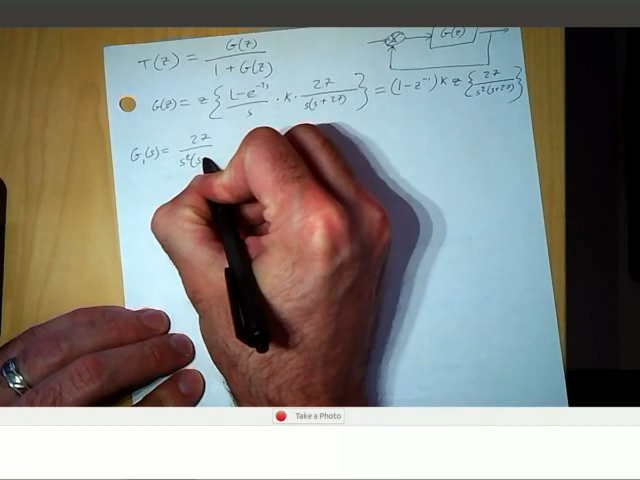 T(z) = G(z) / 1 + G(z)
G(z)
G(z) = z { 1 - e^-Ts / s · K · 27 / s(s+27) } = (1 - z^-1) K z { 27 / s²(s+27) }
G₁(s) = 27 / s²(s
Take a Photo